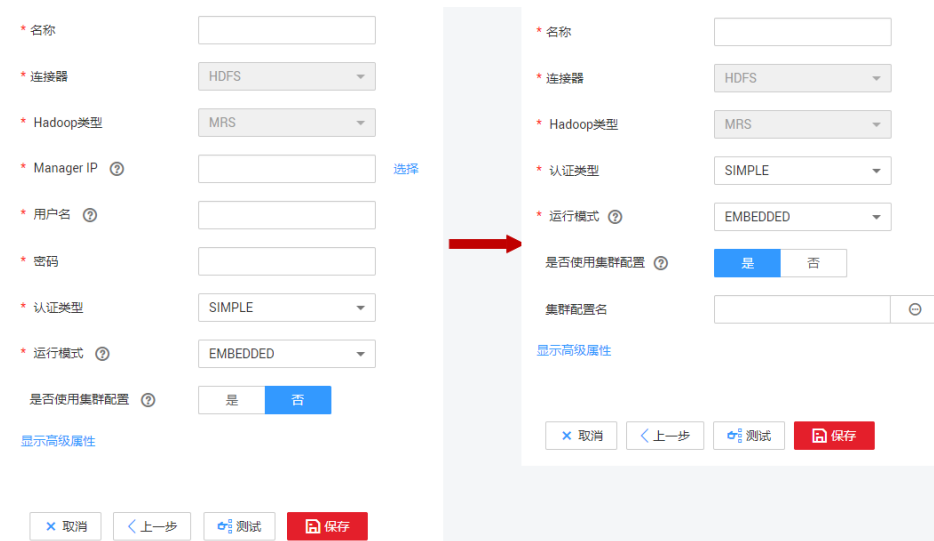 * 名称
* 连接器 HDFS
* Hadoop类型 MRS
* Manager IP ? 选择
* 用户名 ?
* 密码
* 认证类型 SIMPLE
* 运行模式 ? EMBEDDED
是否使用集群配置 ? 是 否
显示高级属性
取消 上一步 测试 保存
* 名称
* 连接器 HDFS
* Hadoop类型 MRS
* 认证类型 SIMPLE
* 运行模式 ? EMBEDDED
是否使用集群配置 ? 是 否
集群配置名
显示高级属性
取消 上一步 测试 保存